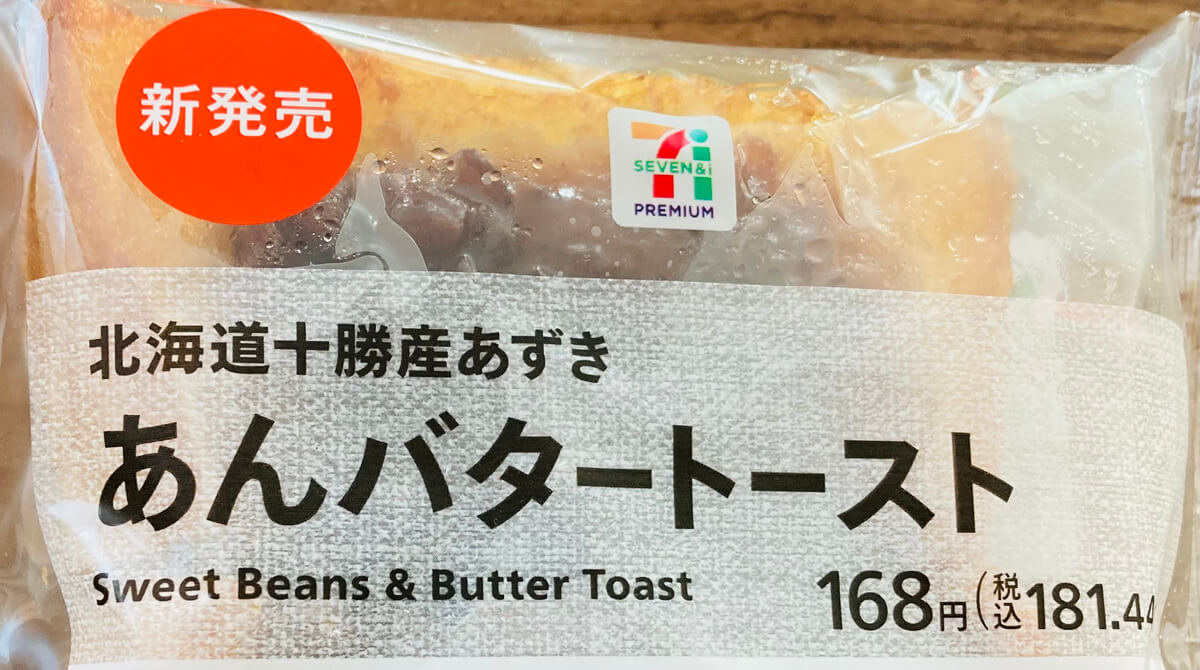 新発売
SEVEN&i
PREMIUM
北海道十勝産あずき
あんバタートースト
Sweet Beans & Butter Toast
168円(税込181.44